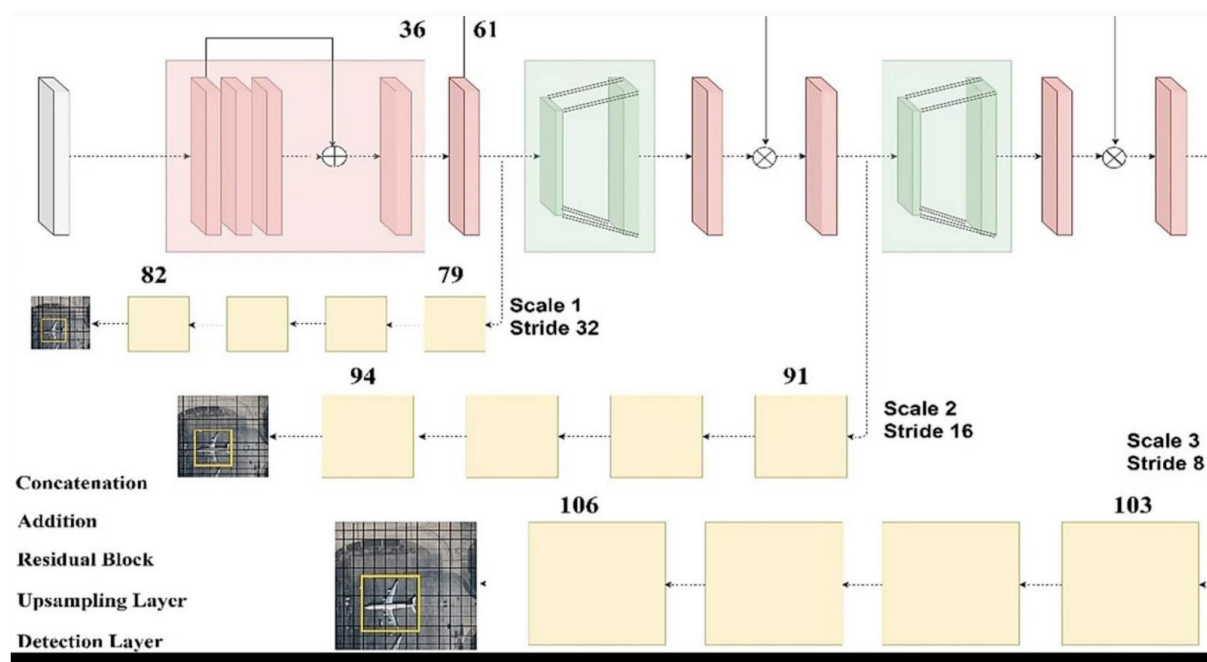 36
61
82
79
Scale 1
Stride 32
94
91
Scale 2
Stride 16
Scale 3
Stride 8
Concatenation
Addition
Residual Block
Upsampling Layer
Detection Layer
106
103